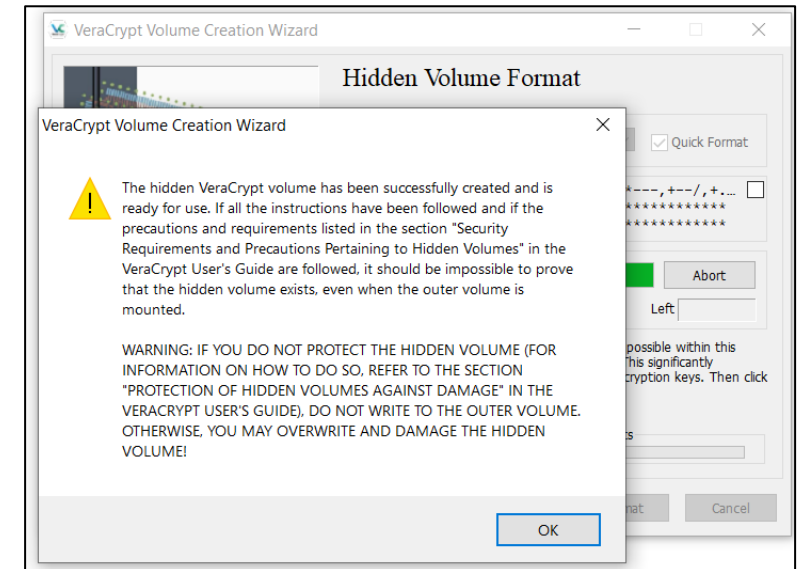 VeraCrypt Volume Creation Wizard
Hidden Volume Format
VeraCrypt Volume Creation Wizard
Quick Format
The hidden VeraCrypt volume has been successfully created and is
ready for use. If all the instructions have been followed and if the
precautions and requirements listed in the section "Security
Requirements and Precautions Pertaining to Hidden Volumes" in the
VeraCrypt User's Guide are followed, it should be impossible to prove
that the hidden volume exists, even when the outer volume is
mounted.
WARNING: IF YOU DO NOT PROTECT THE HIDDEN VOLUME (FOR
INFORMATION ON HOW TO DO SO, REFER TO THE SECTION
"PROTECTION OF HIDDEN VOLUMES AGAINST DAMAGE" IN THE
VERACRYPT USER'S GUIDE), DO NOT WRITE TO THE OUTER VOLUME.
OTHERWISE, YOU MAY OVERWRITE AND DAMAGE THE HIDDEN
VOLUME!
OK
*---,+--/,+....
************
************
Abort
Left
possible within this
This significantly
cryption keys. Then click
Cancel